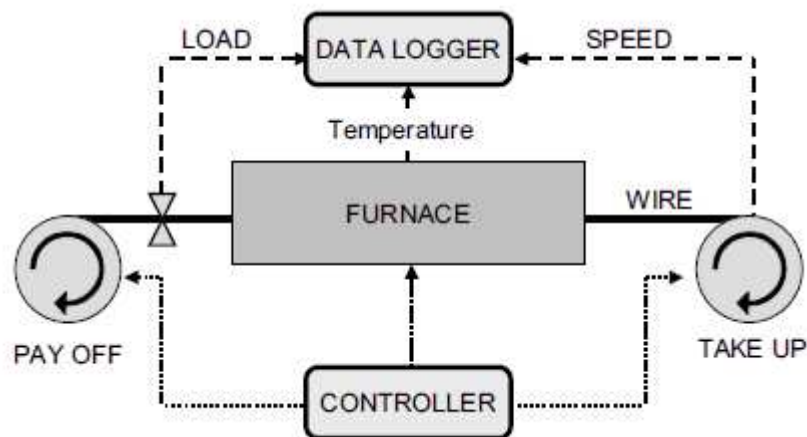 LOAD
DATA LOGGER
SPEED
Temperature
FURNACE
WIRE
PAY OFF
TAKE UP
CONTROLLER